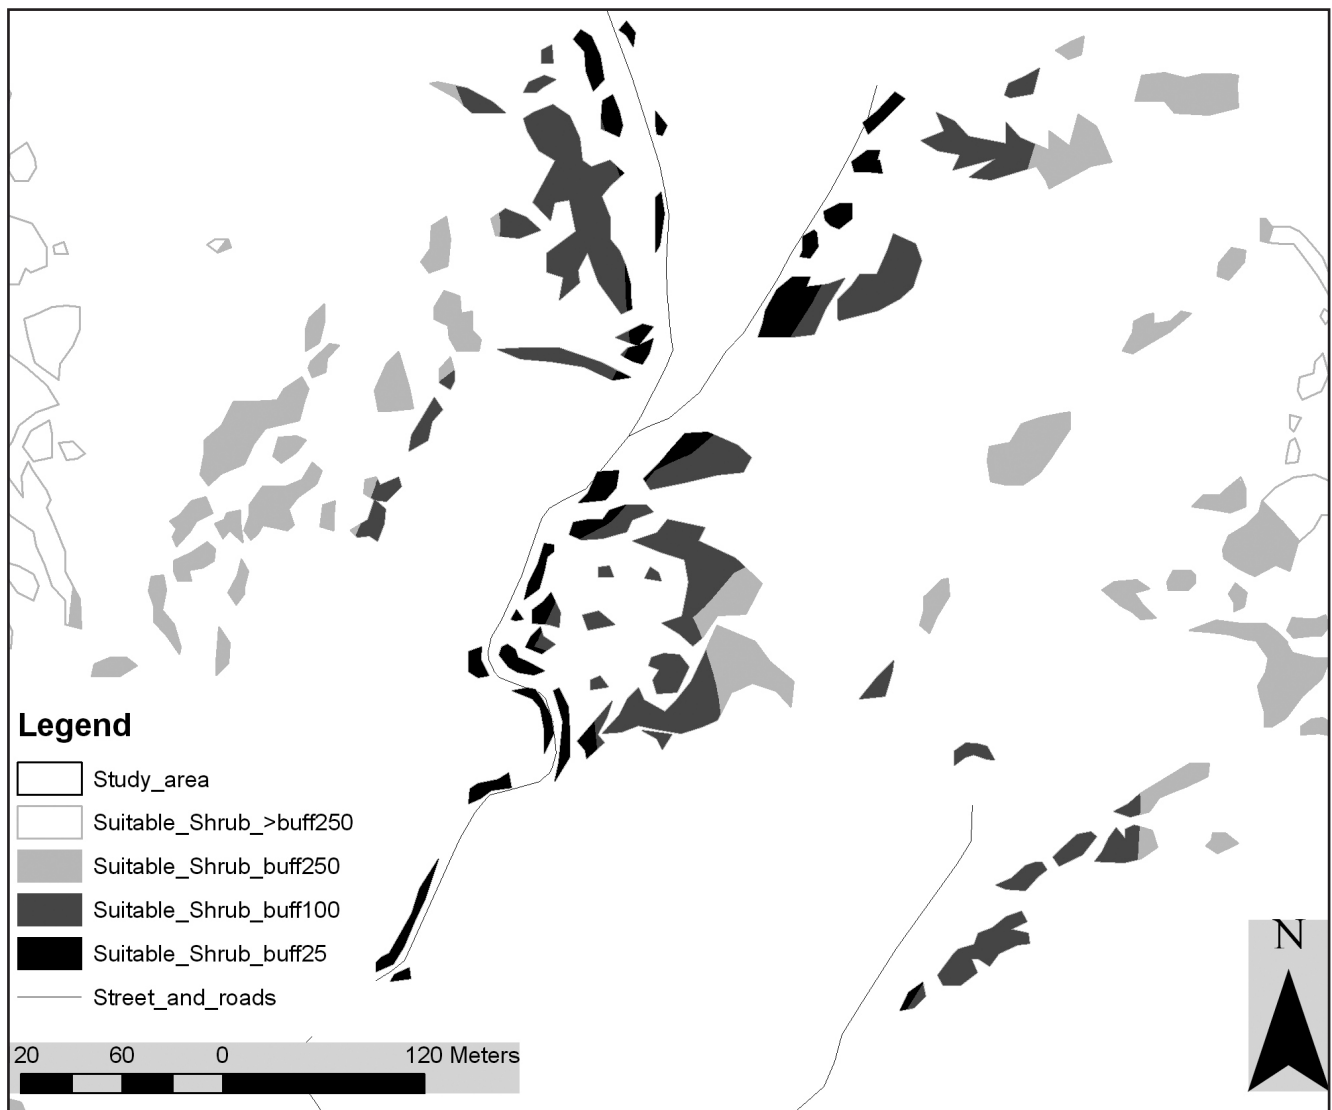 Legend
Study_area
Suitable_Shrub_>buff250
Suitable_Shrub_buff250
Suitable_Shrub_buff100
Suitable_Shrub_buff25
Street_and_roads
20 60 0 120 Meters
N